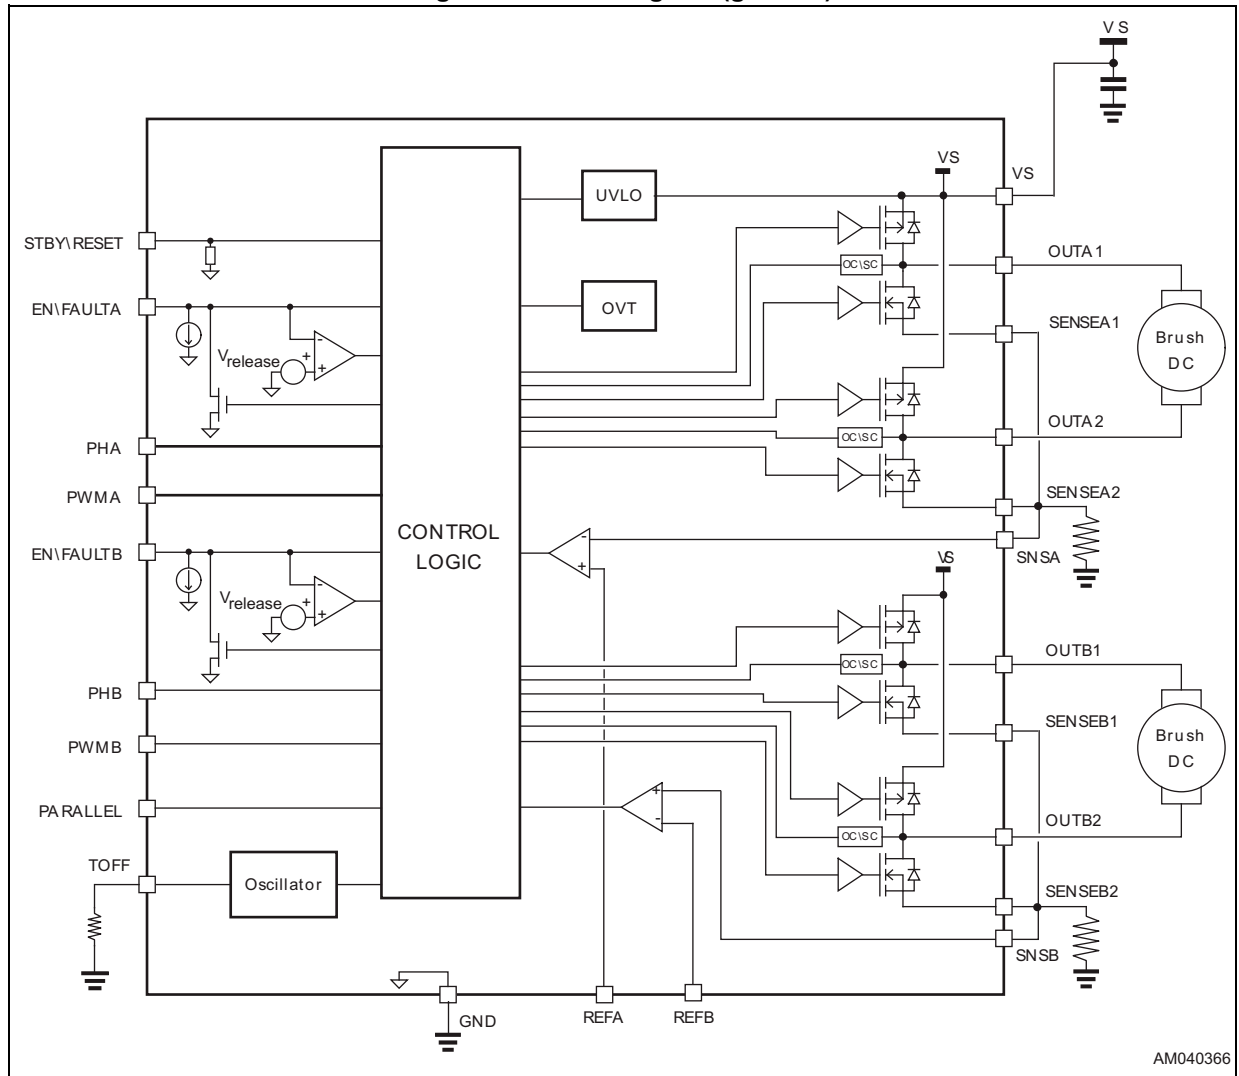 VS
VS
VS
UVLO
STBY\RESET
OUTA1
OC\SC
EN\FAULTA
OVT
SENSEA1
Brush
DC
Vrelease
+
-
+
OUTA2
OC\SC
PHA
PWMA
SENSEA2
CONTROL
LOGIC
-
+
SNSA
EN\FAULTB
VS
Vrelease
+
-
+
OUTB1
OC\SC
PHB
SENSEB1
PWMB
Brush
DC
PARALLEL
+
-
OUTB2
OC\SC
TOFF
Oscillator
SENSEB2
SNSB
GND
REFA
REFB
AM040366